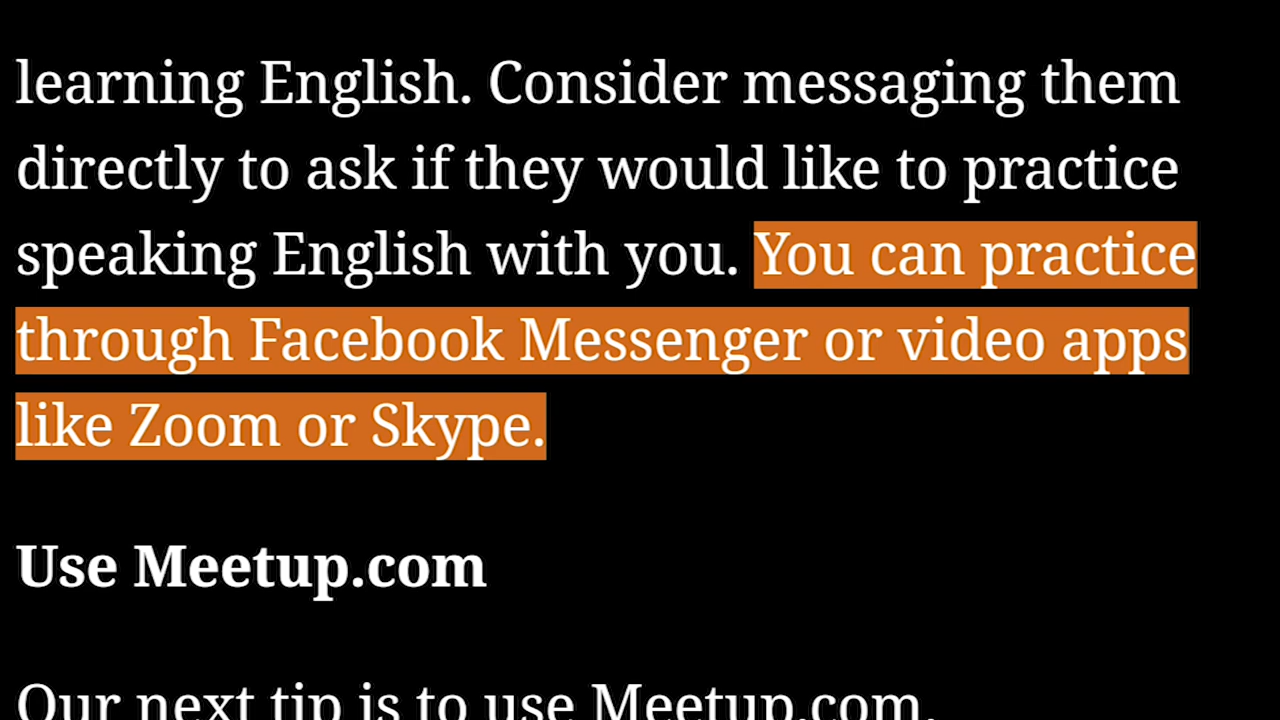 learning English. Consider messaging them
directly to ask if they would like to practice
speaking English with you. You can practice
through Facebook Messenger or video apps
like Zoom or Skype.
Use Meetup.com
Our next tip is to use Meetup.com.